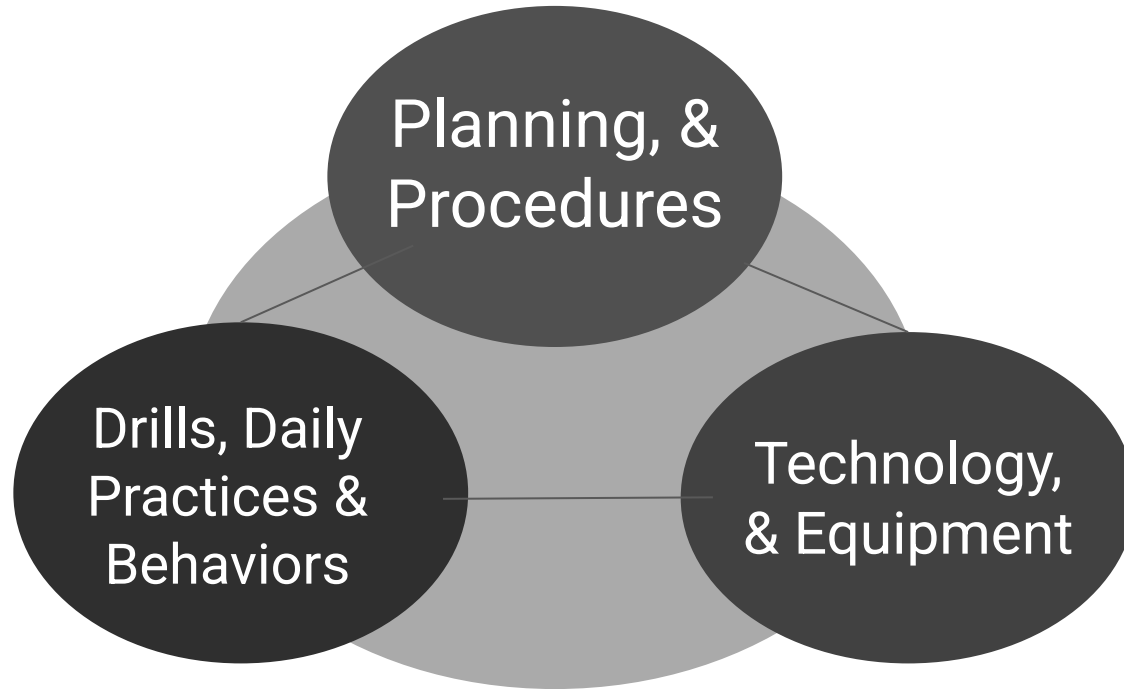 Planning, &
Procedures
Drills, Daily
Practices &
Behaviors
Technology,
& Equipment